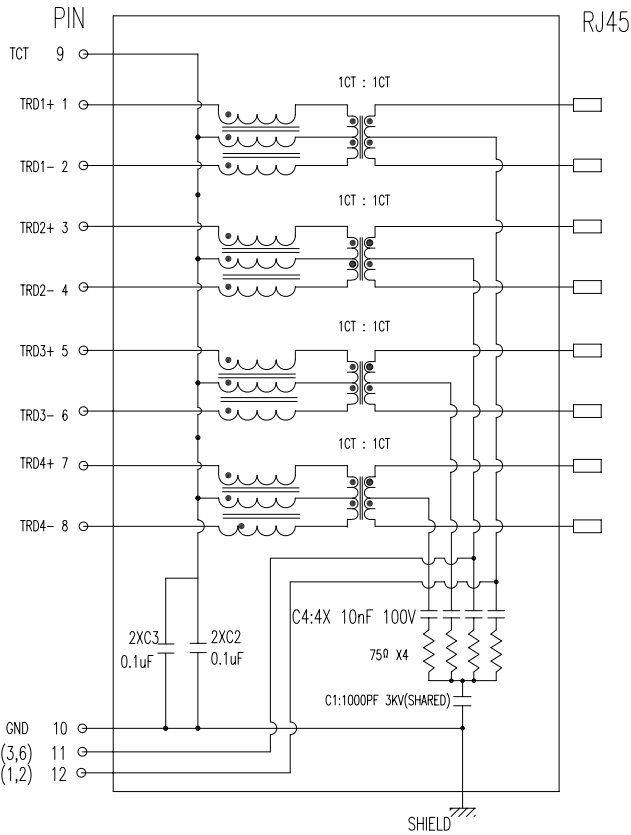 PIN
RJ45
TCT 9
1CT : 1CT
TRD1+ 1
TRD1- 2
1CT : 1CT
TRD2+ 3
TRD2- 4
1CT : 1CT
TRD3+ 5
TRD3- 6
1CT : 1CT
TRD4+ 7
TRD4- 8
C4:4X 10nF 100V
2XC3
0.1uF
2XC2
0.1uF
75Ω X4
C1:1000PF 3KV(SHARED)
GND 10
(3,6) 11
(1,2) 12
SHIELD